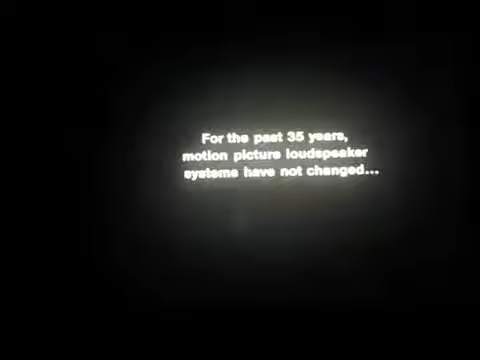 For the past 35 years,
motion picture loudspeaker
systems have not changed...